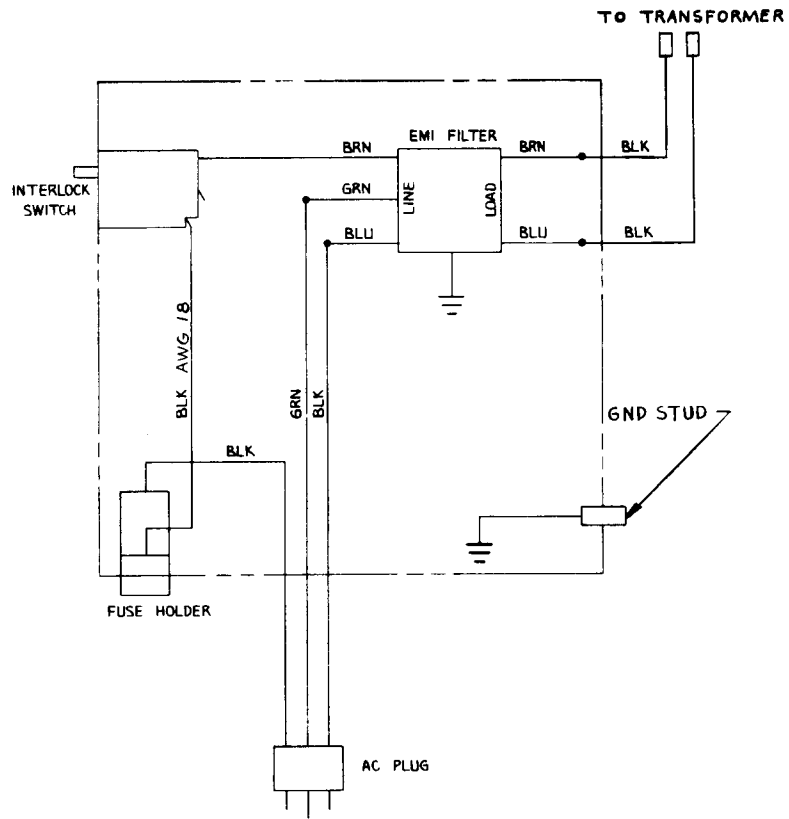 TO TRANSFORMER
EMI FILTER
BRN
BRN
BLK
INTERLOCK
SWITCH
GRN
LINE
LOAD
BLU
BLU
BLK
BLK AWG 18
GRN
BLK
GND STUD
BLK
FUSE HOLDER
AC PLUG